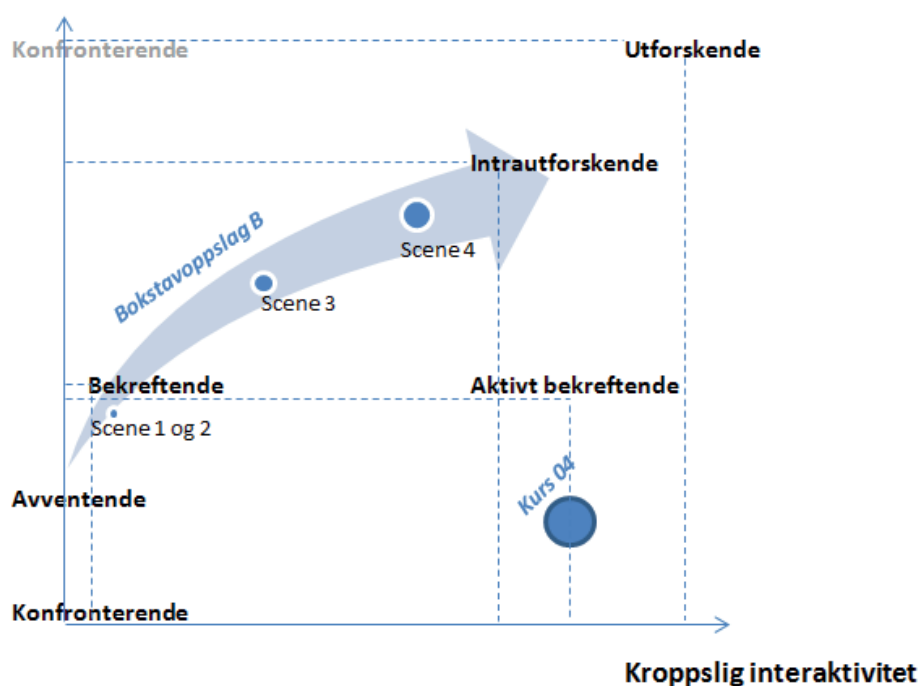 Konfronterende
Utforskende
Intrautforskende
Bokstavoppslag B
Scene 4
Scene 3
Bekreftende
Aktivt bekreftende
Scene 1 og 2
Kurs 04
Avventende
Konfronterende
Kroppslig interaktivitet